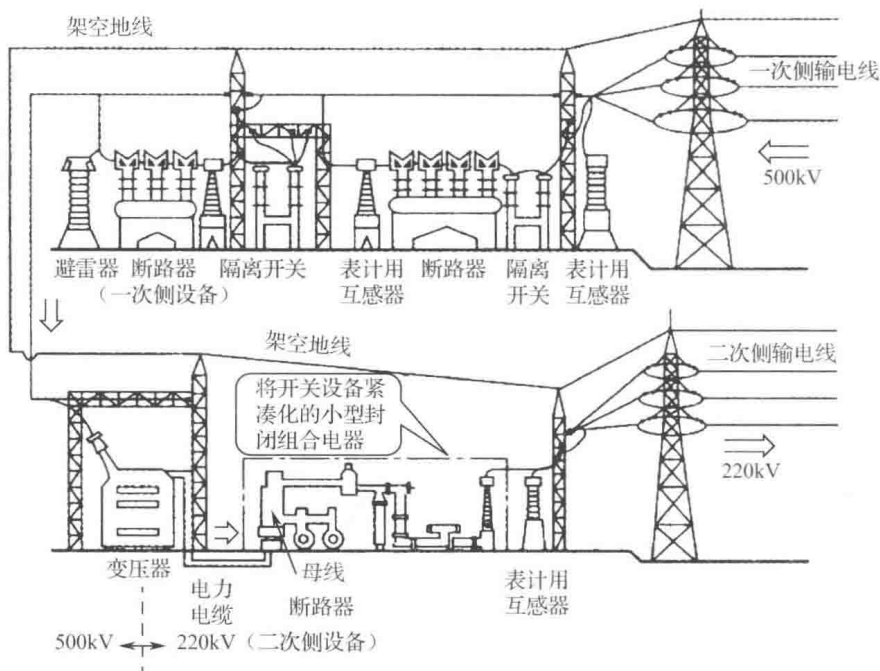 架空地线
一次侧输电线
500kV
避雷器
断路器
隔离开关
(一次侧设备)
表计用
互感器
断路器
隔离
开关
表计用
互感器
架空地线
二次侧输电线
将开关设备紧
凑化的小型封
闭组合电器
220kV
变压器
电力
电缆
母线
断路器
(二次侧设备)
表计用
互感器
500kV
220kV